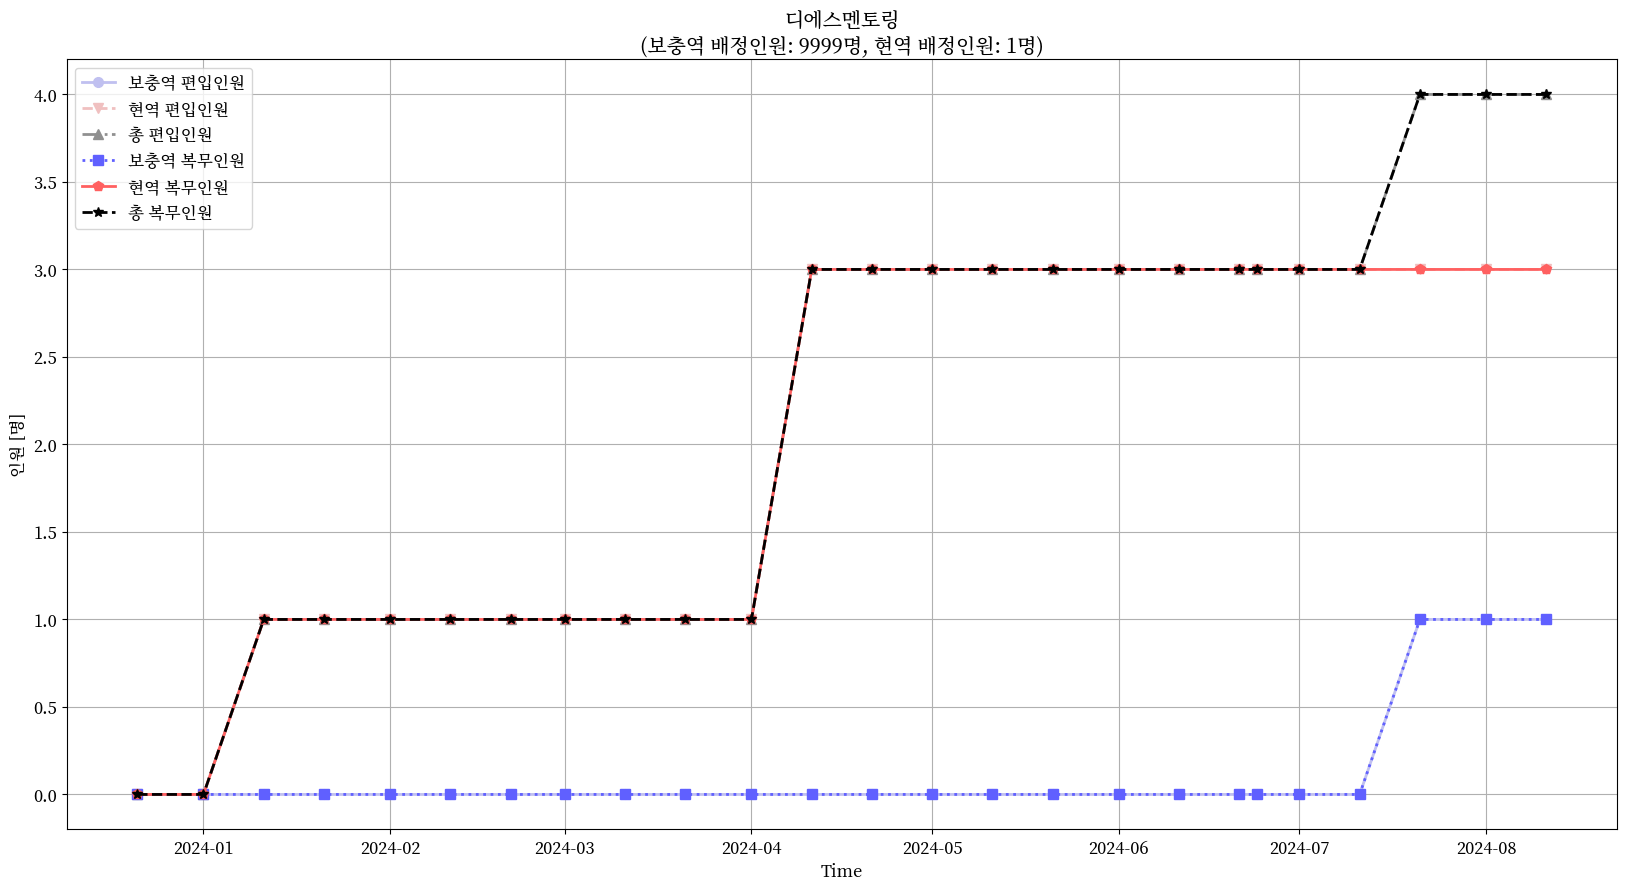 디에스멘토링
(보충역 배정인원: 9999명, 현역 배정인원: 1명)
보충역 편입인원
현역 편입인원
총 편입인원
보충역 복무인원
현역 복무인원
총 복무인원
4.0
3.5
3.0
2.5
2.0
1.5
1.0
0.5
0.0
인원 [명]
2024-01 2024-02 2024-03 2024-04 2024-05 2024-06 2024-07 2024-08
Time